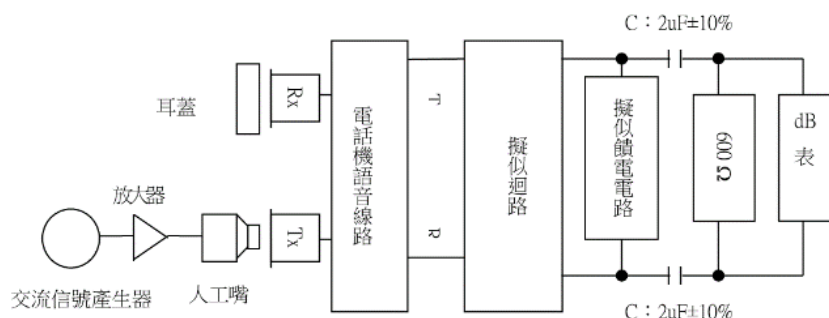 C：2uF±10%
耳蓋
Rx
電話機語音線路
T
R
擬似迴路
擬似饋電電路
600Ω
dB
表
放大器
Tx
交流信號產生器
人工嘴
C：2uF±10%